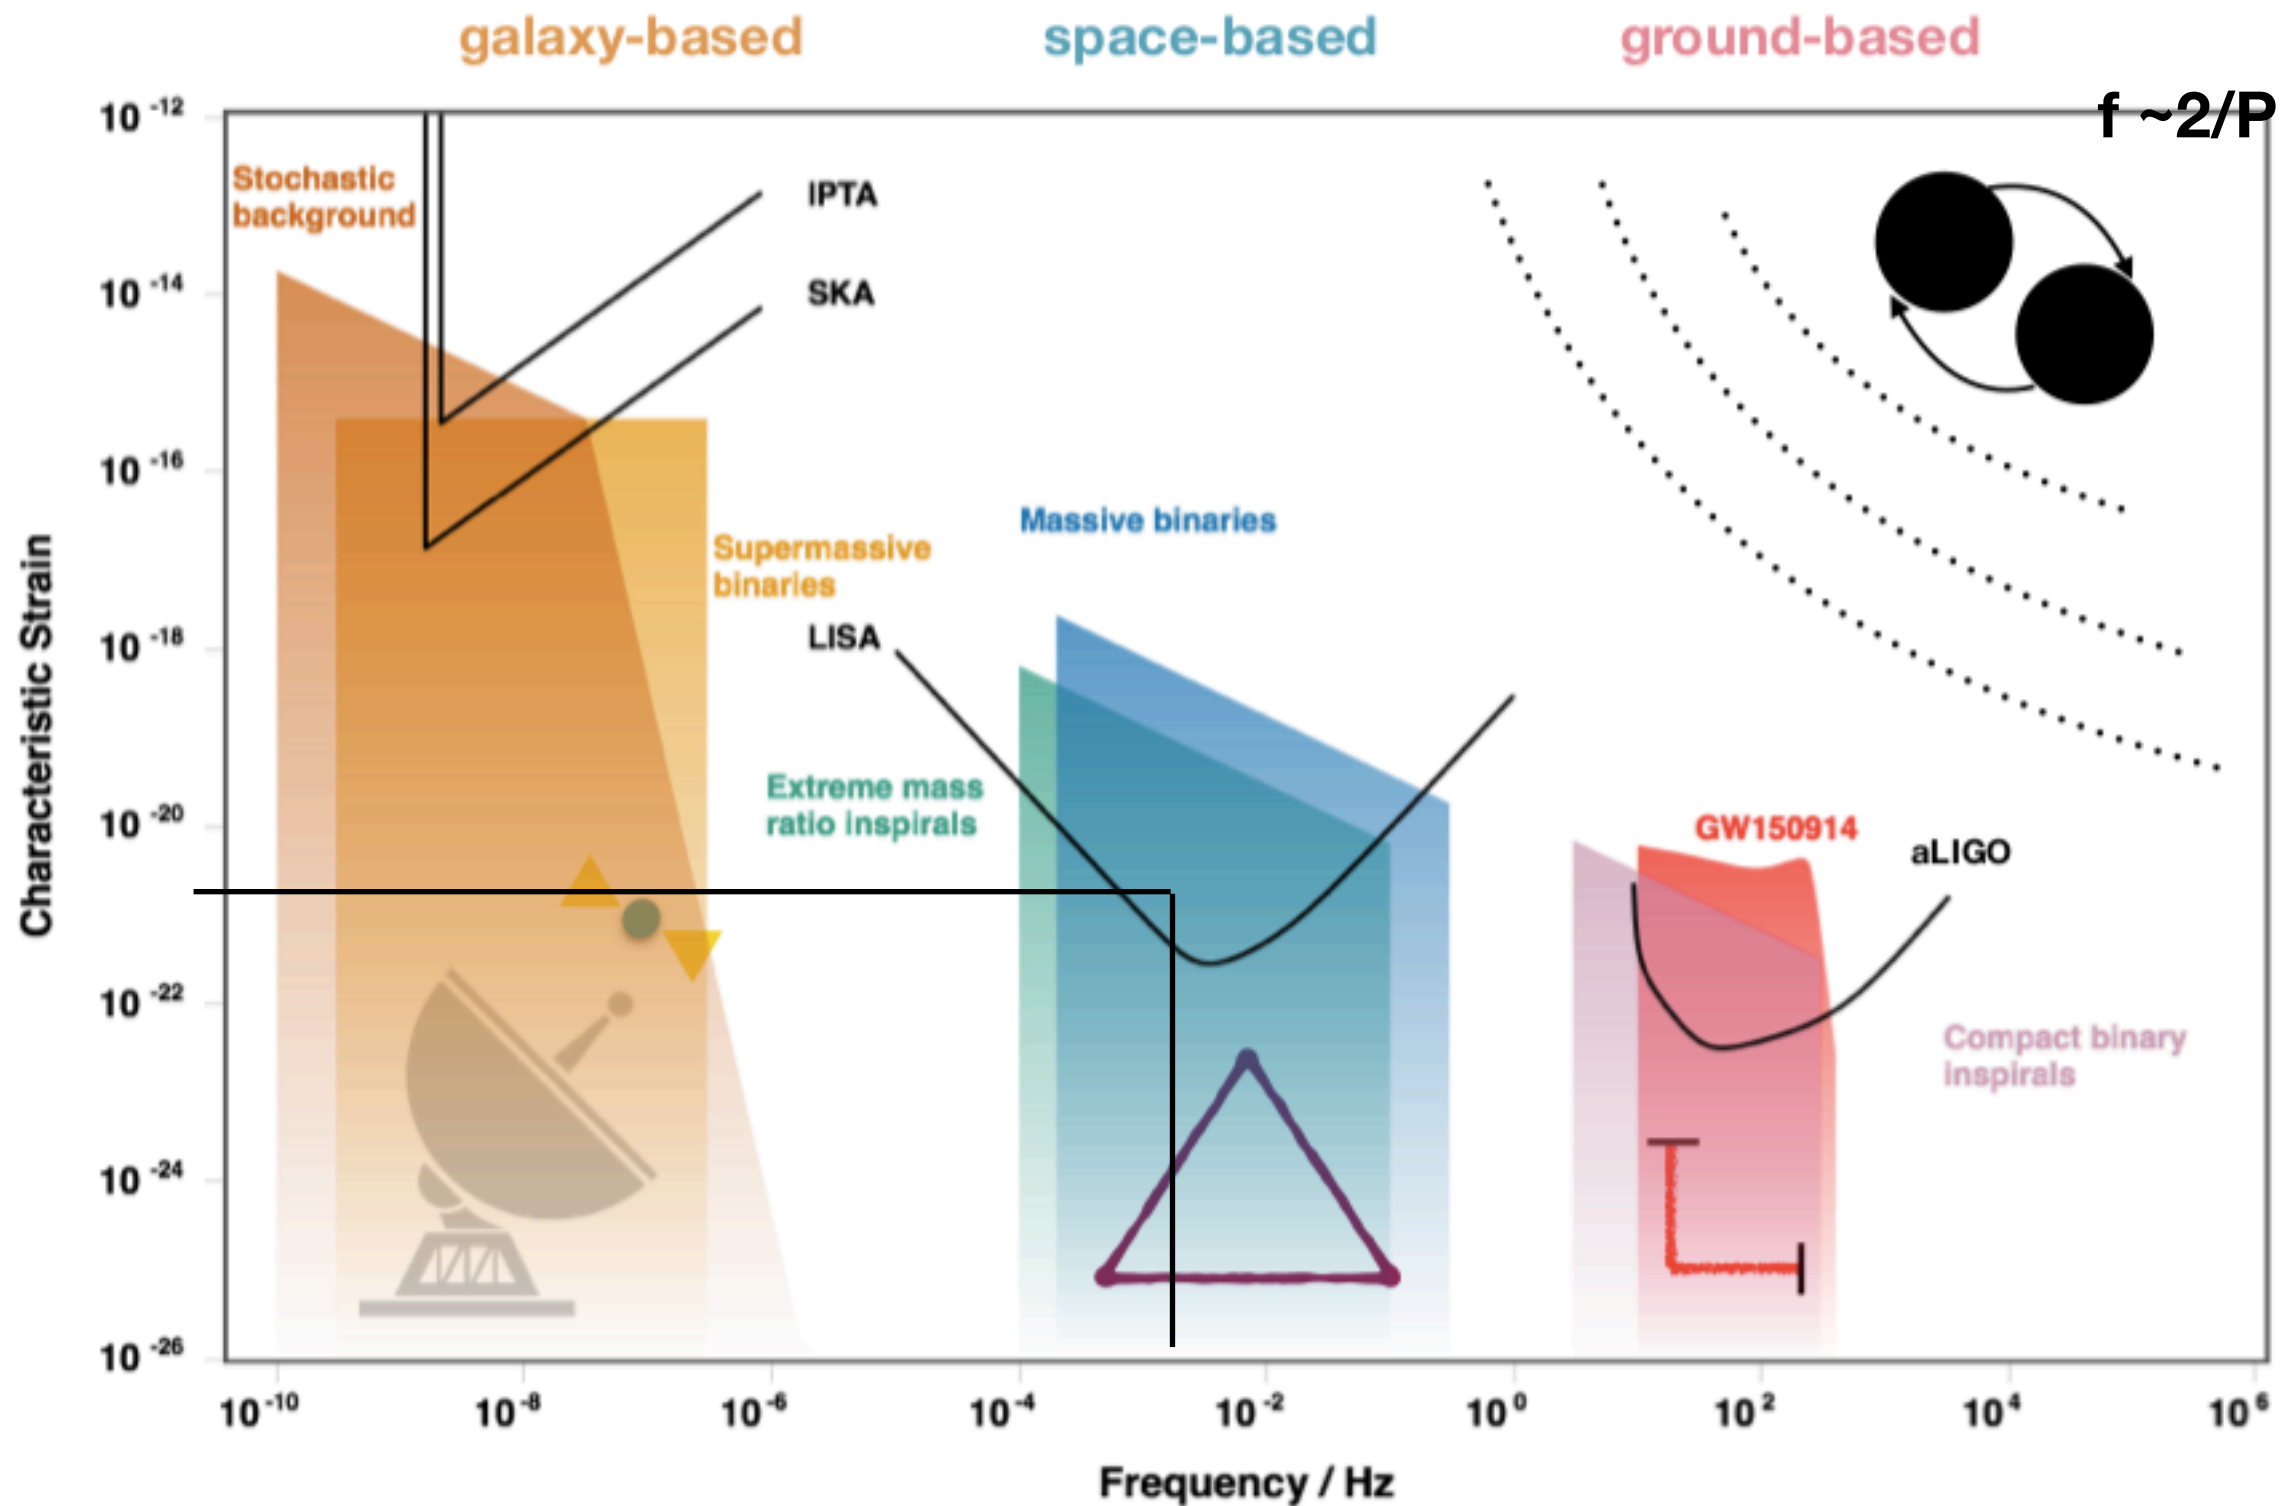 galaxy-based
space-based
ground-based
f ~2/P
10 -12
10 -14
10 -16
10 -18
10 -20
10 -22
10 -24
10 -26
Characteristic Strain
Stochastic
background
IPTA
SKA
Supermassive
binaries
LISA
Massive binaries
Extreme mass
ratio inspirals
GW150914
aLIGO
Compact binary
inspirals
10 -10
10 -8
10 -6
10 -4
10 -2
10 0
10 2
10 4
10 6
Frequency / Hz